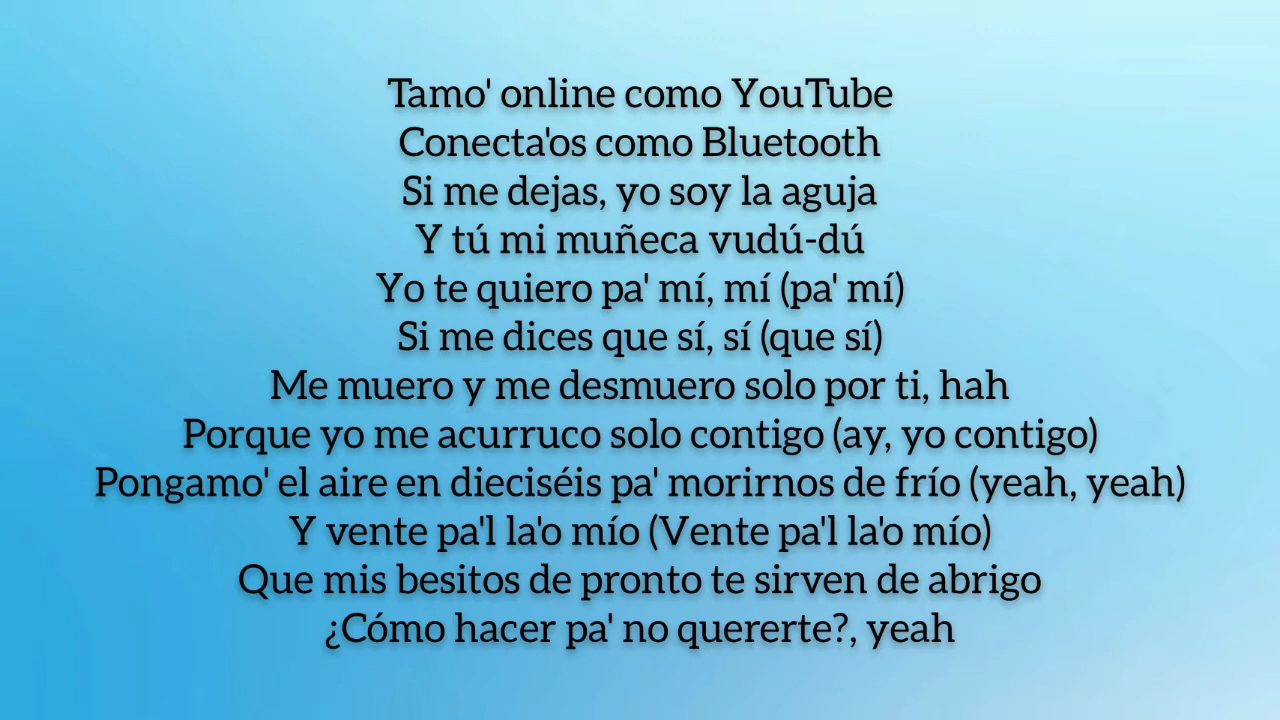 Tamo' online como YouTube
Conecta'os como Bluetooth
Si me dejas, yo soy la aguja
Y tú mi muñeca vudú-dú
Yo te quiero pa' mí, mí (pa' mí)
Si me dices que sí, sí (que sí)
Me muero y me desmuero solo por ti, hah
Porque yo me acurruco solo contigo (ay, yo contigo)
Pongamo' el aire en dieciséis pa' morirnos de frío (yeah, yeah)
Y vente pa'l la'o mío (Vente pa'l la'o mío)
Que mis besitos de pronto te sirven de abrigo
¿Cómo hacer pa' no quererte?, yeah